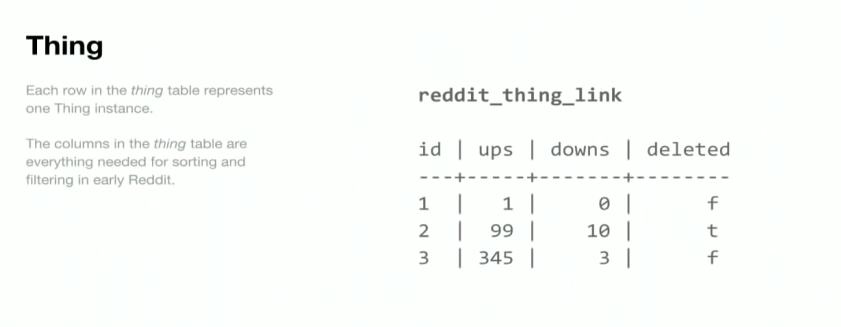 Thing
Each row in the thing table represents
one Thing instance.
The columns in the thing table are
everything needed for sorting and
filtering in early Reddit.
reddit_thing_link
id | ups | downs | deleted
---+-----+-------+--------
1 | 1 | 0 | f
2 | 99 | 10 | t
3 | 345 | 3 | f